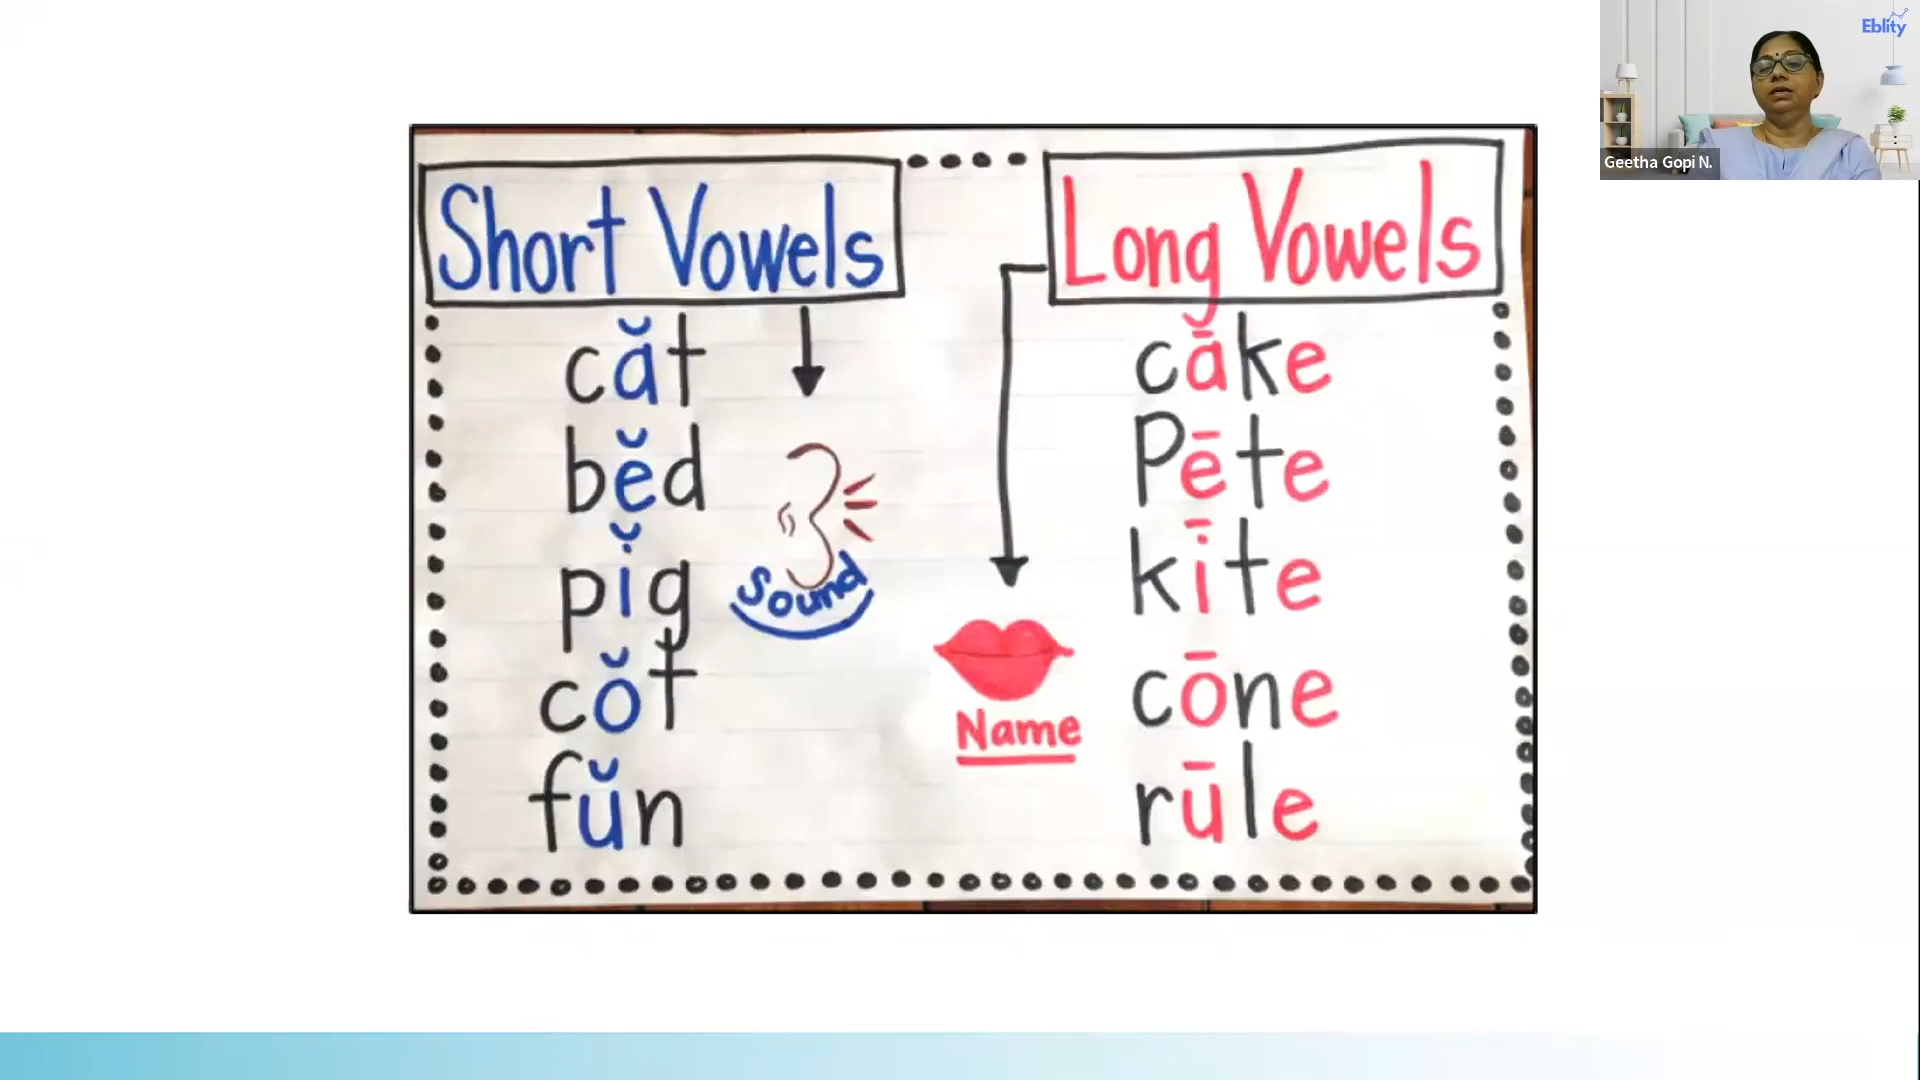 Eblity
Geetha Gopi N.
Short Vowels
căt
bĕd
pĭg
cŏt
fŭn
Sound
Long Vowels
cāke
Pēte
kīte
cōne
rūle
Name